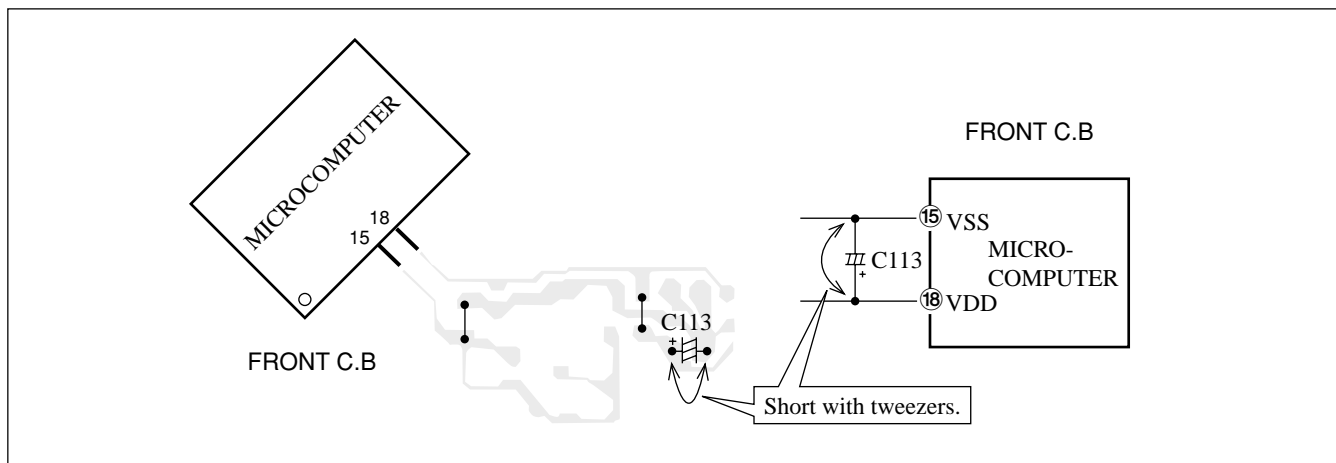 MICROCOMPUTER
18
15
FRONT C.B
C113
+
FRONT C.B
15 VSS
C113
+
MICRO-
COMPUTER
18 VDD
Short with tweezers.